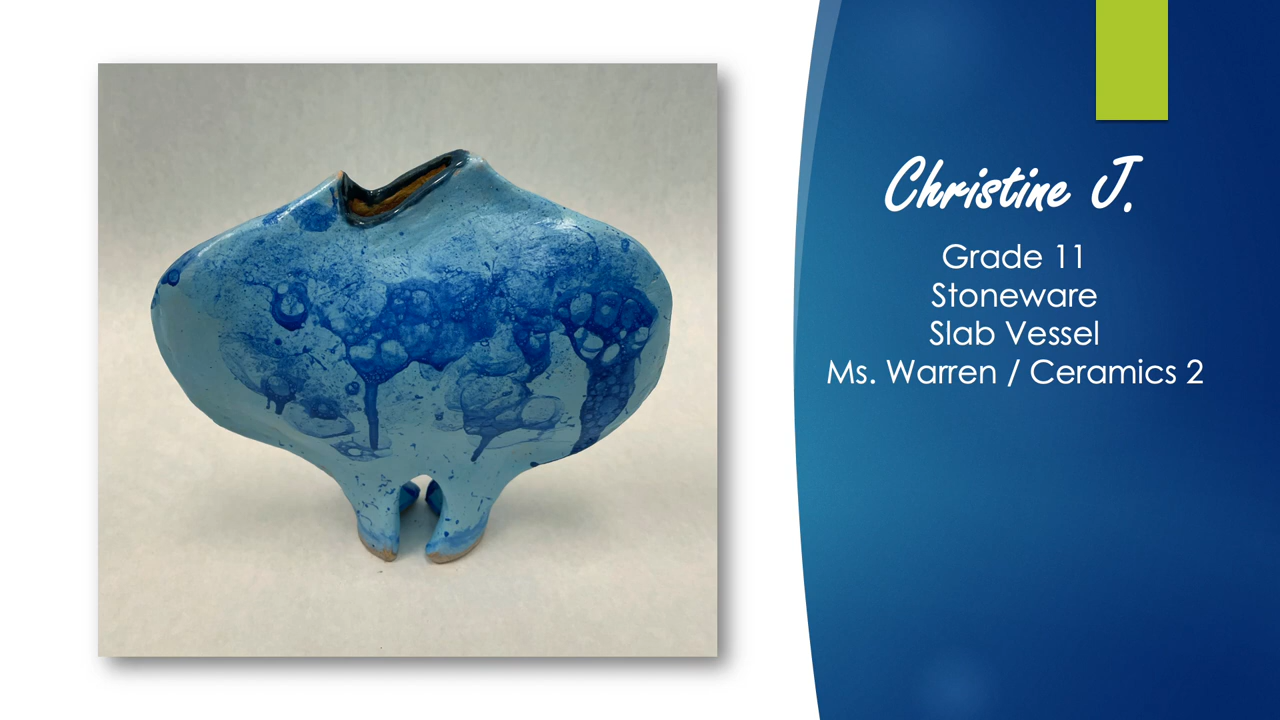 Christine J.
Grade 11
Stoneware
Slab Vessel
Ms. Warren / Ceramics 2